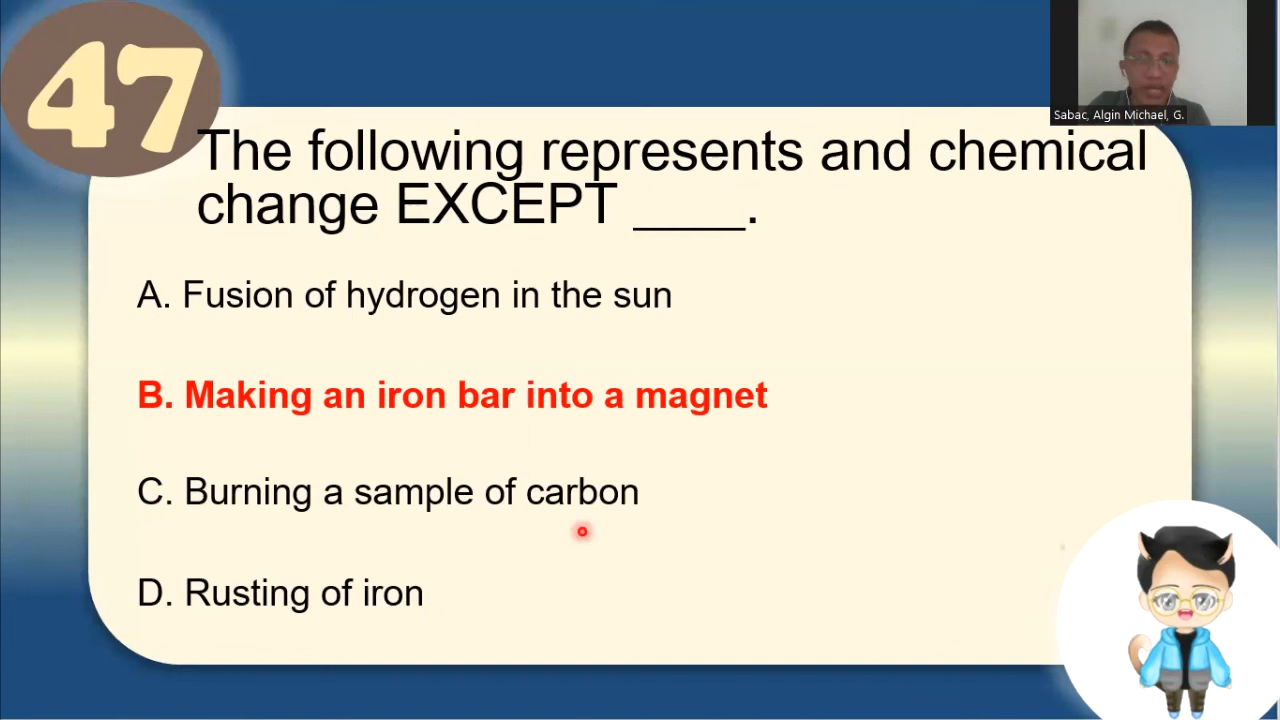 47
Sabac, Algin Michael, G.
The following represents and chemical
change EXCEPT ____.
A. Fusion of hydrogen in the sun
B. Making an iron bar into a magnet
C. Burning a sample of carbon
D. Rusting of iron